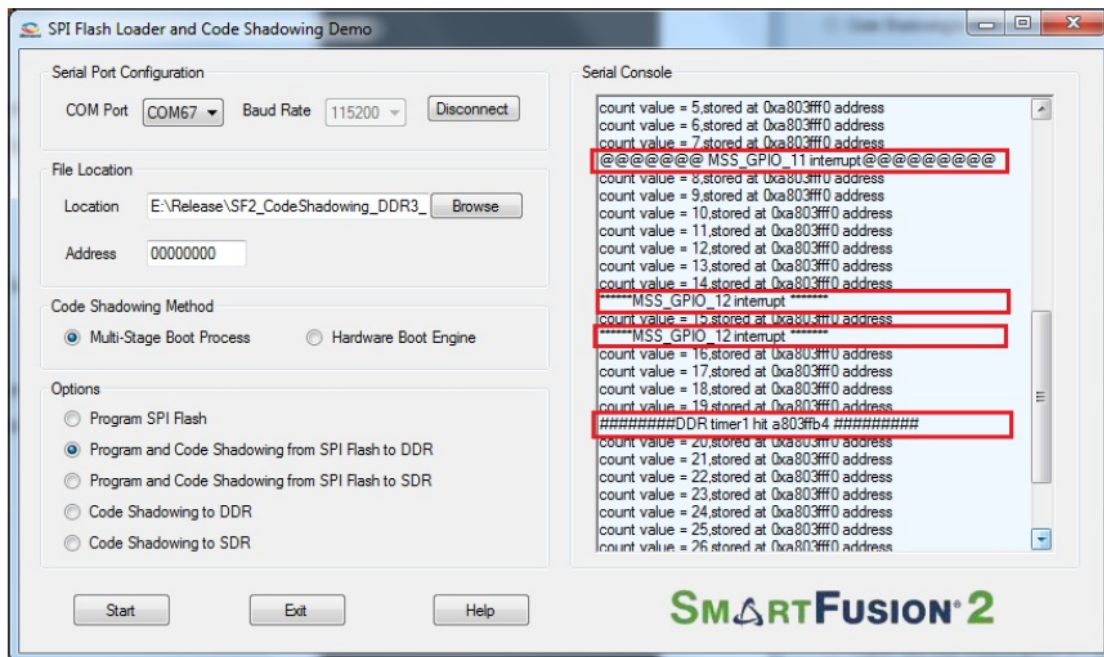 SPI Flash Loader and Code Shadowing Demo
Serial Port Configuration
COM Port COM67 Baud Rate 115200 Disconnect
File Location
Location E:\Release\SF2_CodeShadowing_DDR3_ Browse
Address 00000000
Code Shadowing Method
Multi-Stage Boot Process Hardware Boot Engine
Options
Program SPI Flash
Program and Code Shadowing from SPI Flash to DDR
Program and Code Shadowing from SPI Flash to SDR
Code Shadowing to DDR
Code Shadowing to SDR
Start Exit Help
Serial Console
count value = 5,stored at 0xa803fff0 address
count value = 6,stored at 0xa803fff0 address
count value = 7,stored at 0xa803fff0 address
@@@@@@@ MSS_GPIO_11 interrupt@@@@@@@@@
count value = 8,stored at 0xa803fff0 address
count value = 9,stored at 0xa803fff0 address
count value = 10,stored at 0xa803fff0 address
count value = 11,stored at 0xa803fff0 address
count value = 12,stored at 0xa803fff0 address
count value = 13,stored at 0xa803fff0 address
count value = 14,stored at 0xa803fff0 address
******MSS_GPIO_12 interrupt *******
count value = 15,stored at 0xa803fff0 address
******MSS_GPIO_12 interrupt *******
count value = 16,stored at 0xa803fff0 address
count value = 17,stored at 0xa803fff0 address
count value = 18,stored at 0xa803fff0 address
count value = 19,stored at 0xa803fff0 address
########DDR timer1 hit a803ffb4 #########
count value = 20,stored at 0xa803fff0 address
count value = 21,stored at 0xa803fff0 address
count value = 22,stored at 0xa803fff0 address
count value = 23,stored at 0xa803fff0 address
count value = 24,stored at 0xa803fff0 address
count value = 25,stored at 0xa803fff0 address
count value = 26,stored at 0xa803fff0 address
SMARTFUSION 2